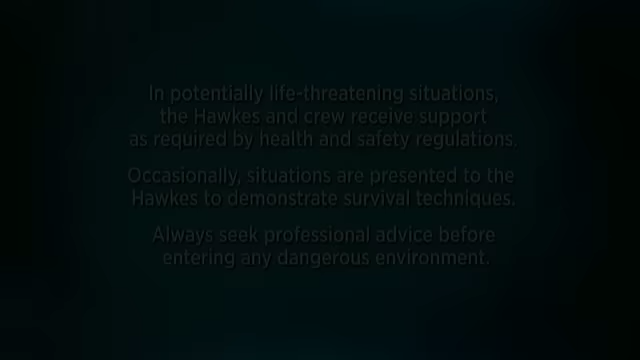 In potentially life-threatening situations,
the Hawkes and crew receive support
as required by health and safety regulations.
Occasionally, situations are presented to the
Hawkes to demonstrate survival techniques.
Always seek professional advice before
entering any dangerous environment.